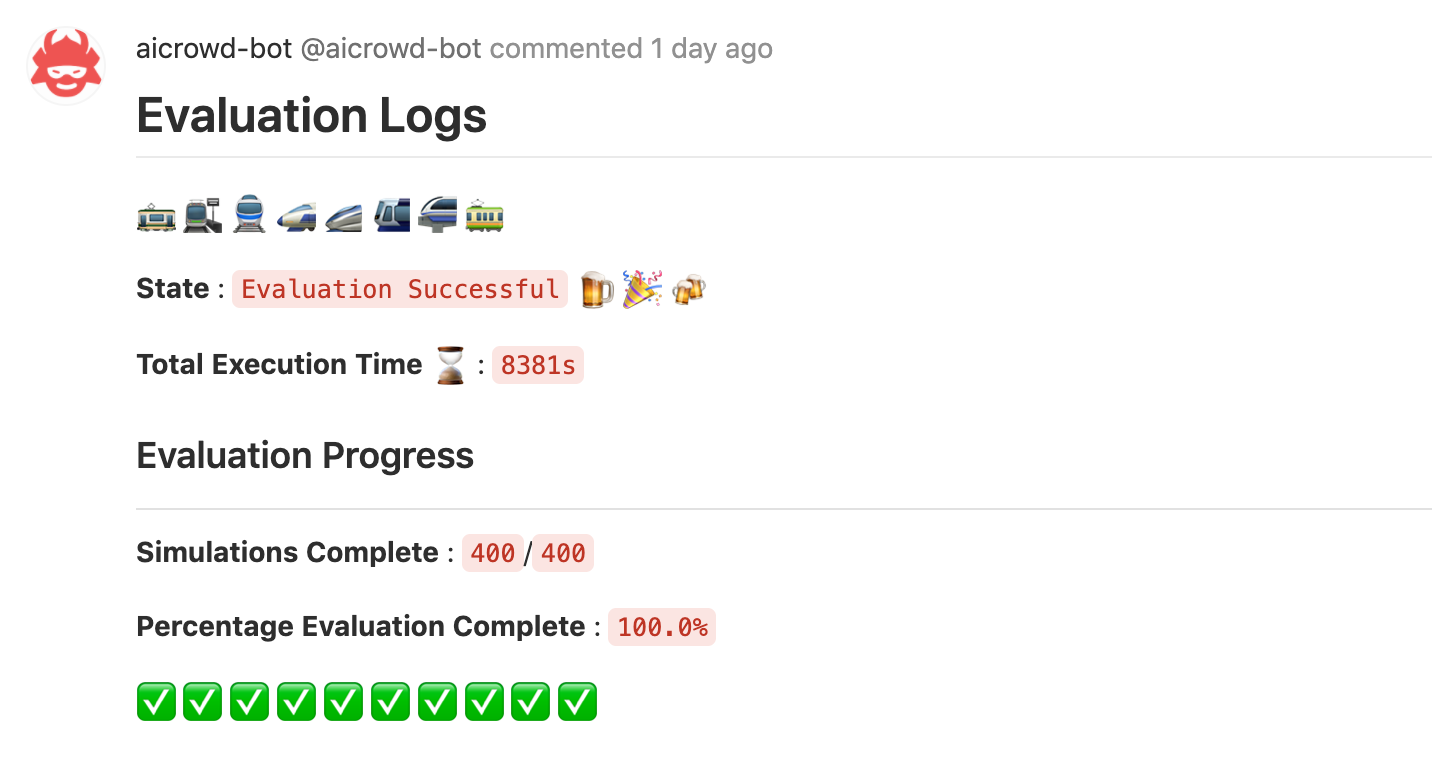 aicrowd-bot @aicrowd-bot commented 1 day ago
Evaluation Logs
State : Evaluation Successful
Total Execution Time : 8381s
Evaluation Progress
Simulations Complete : 400/400
Percentage Evaluation Complete : 100.0%